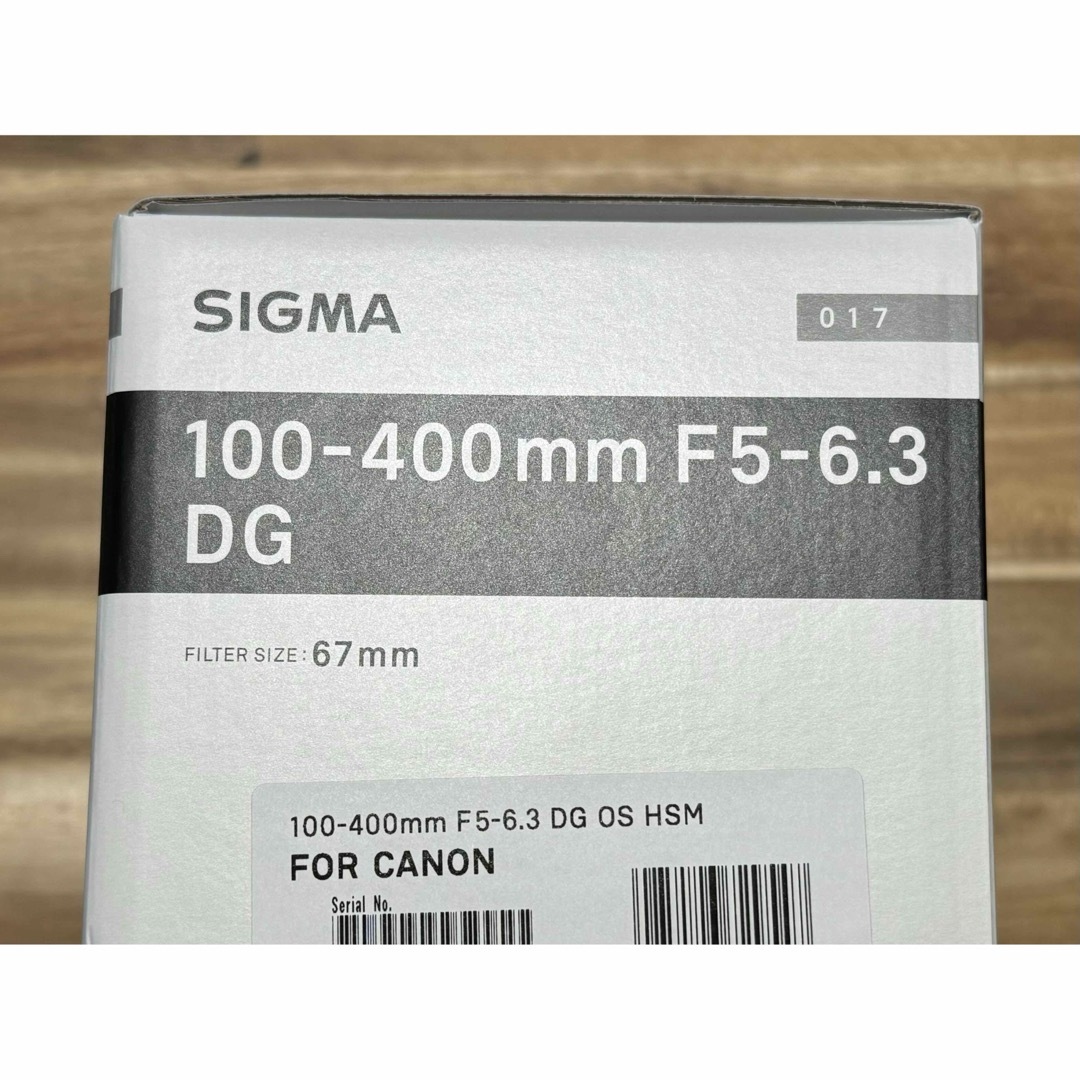 SIGMA
017
100-400mm F5-6.3
DG
FILTER SIZE: 67mm
100-400mm F5-6.3 DG OS HSM
FOR CANON
Serial No.